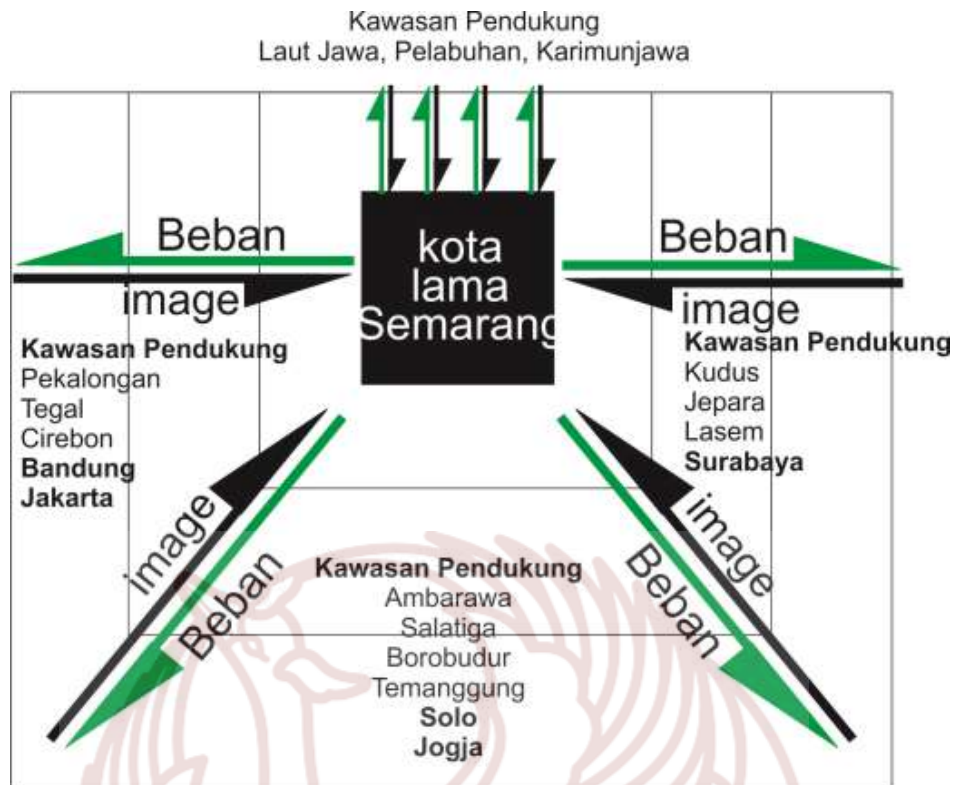 Kawasan Pendukung
Laut Jawa, Pelabuhan, Karimunjawa
Beban
image
kota
lama
Semarang
Beban
image
Kawasan Pendukung
Pekalongan
Tegal
Cirebon
Bandung
Jakarta
Kawasan Pendukung
Kudus
Jepara
Lasem
Surabaya
image
Beban
Kawasan Pendukung
Ambarawa
Salatiga
Borobudur
Temanggung
Solo
Jogja
image
Beban